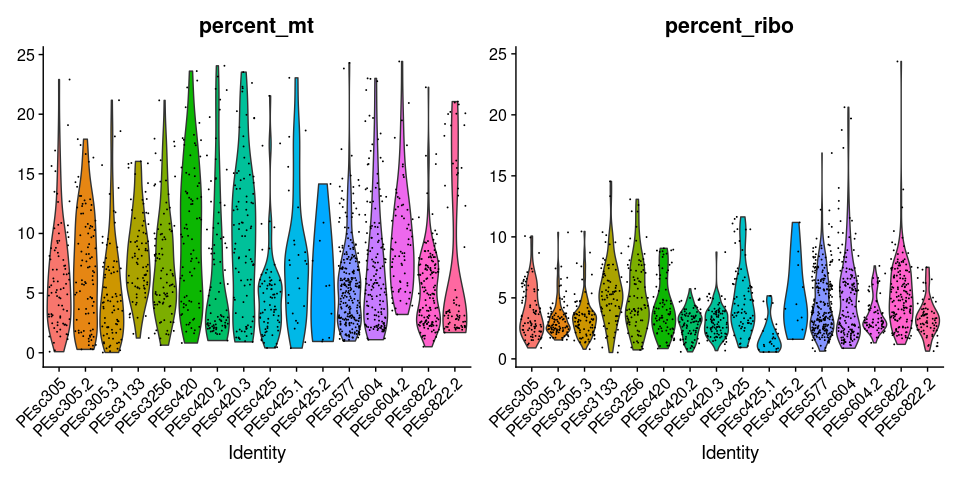 percent_mt
25
20
15
10
5
0
PEsc305
PEsc305.2
PEsc305.3
PEsc3133
PEsc3256
PEsc420
PEsc420.2
PEsc420.3
PEsc425
PEsc425.1
PEsc425.2
PEsc577
PEsc604
PEsc604.2
PEsc822
PEsc822.2
Identity
percent_ribo
25
20
15
10
5
0
PEsc305
PEsc305.2
PEsc305.3
PEsc3133
PEsc3256
PEsc420
PEsc420.2
PEsc420.3
PEsc425
PEsc425.1
PEsc425.2
PEsc577
PEsc604
PEsc604.2
PEsc822
PEsc822.2
Identity